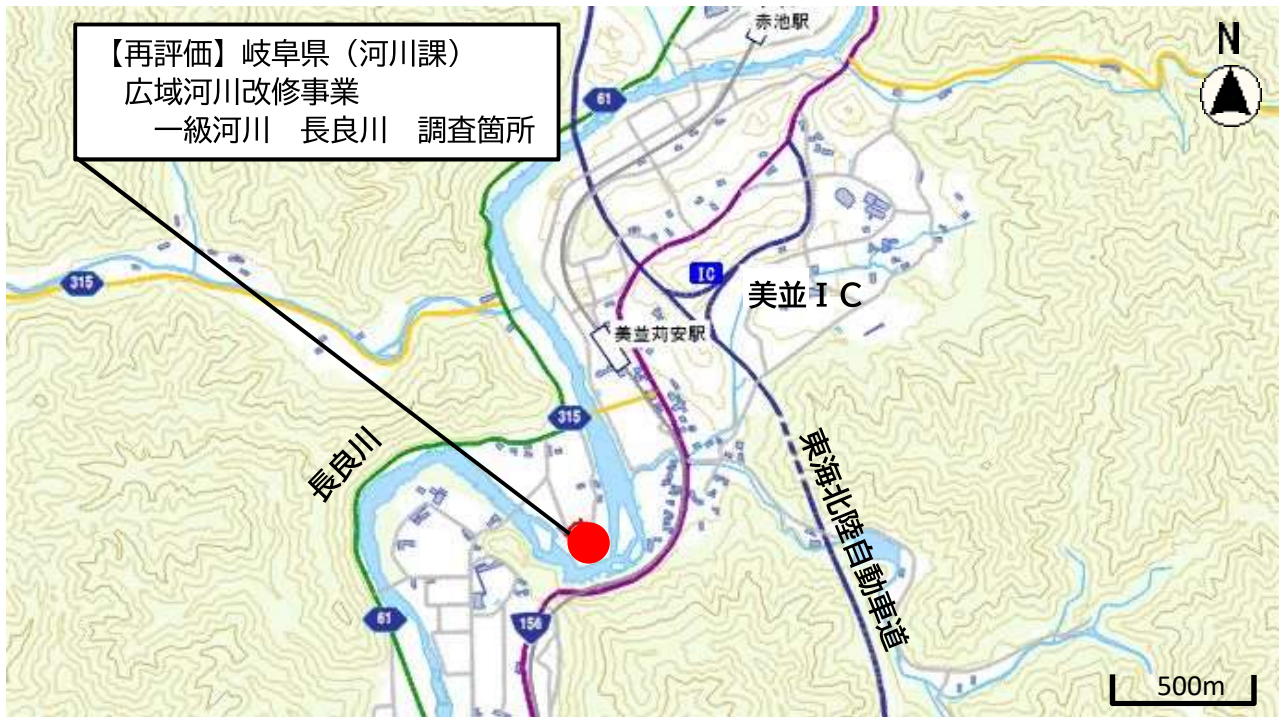 【再評価】岐阜県（河川課）
広域河川改修事業
一級河川　長良川　調査箇所
赤池駅
N
61
315
IC
美並ＩＣ
美並苅安駅
315
長良川
東海北陸自動車道
61
156
500m